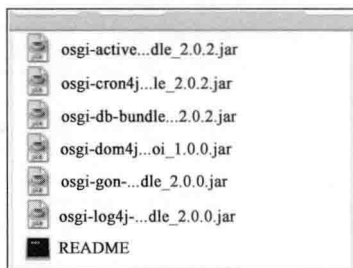 osgi-active...dle_2.0.2.jar
osgi-cron4j...le_2.0.2.jar
osgi-db-bundle...2.0.2.jar
osgi-dom4j...oi_1.0.0.jar
osgi-gon-...dle_2.0.0.jar
osgi-log4j-...dle_2.0.0.jar
README